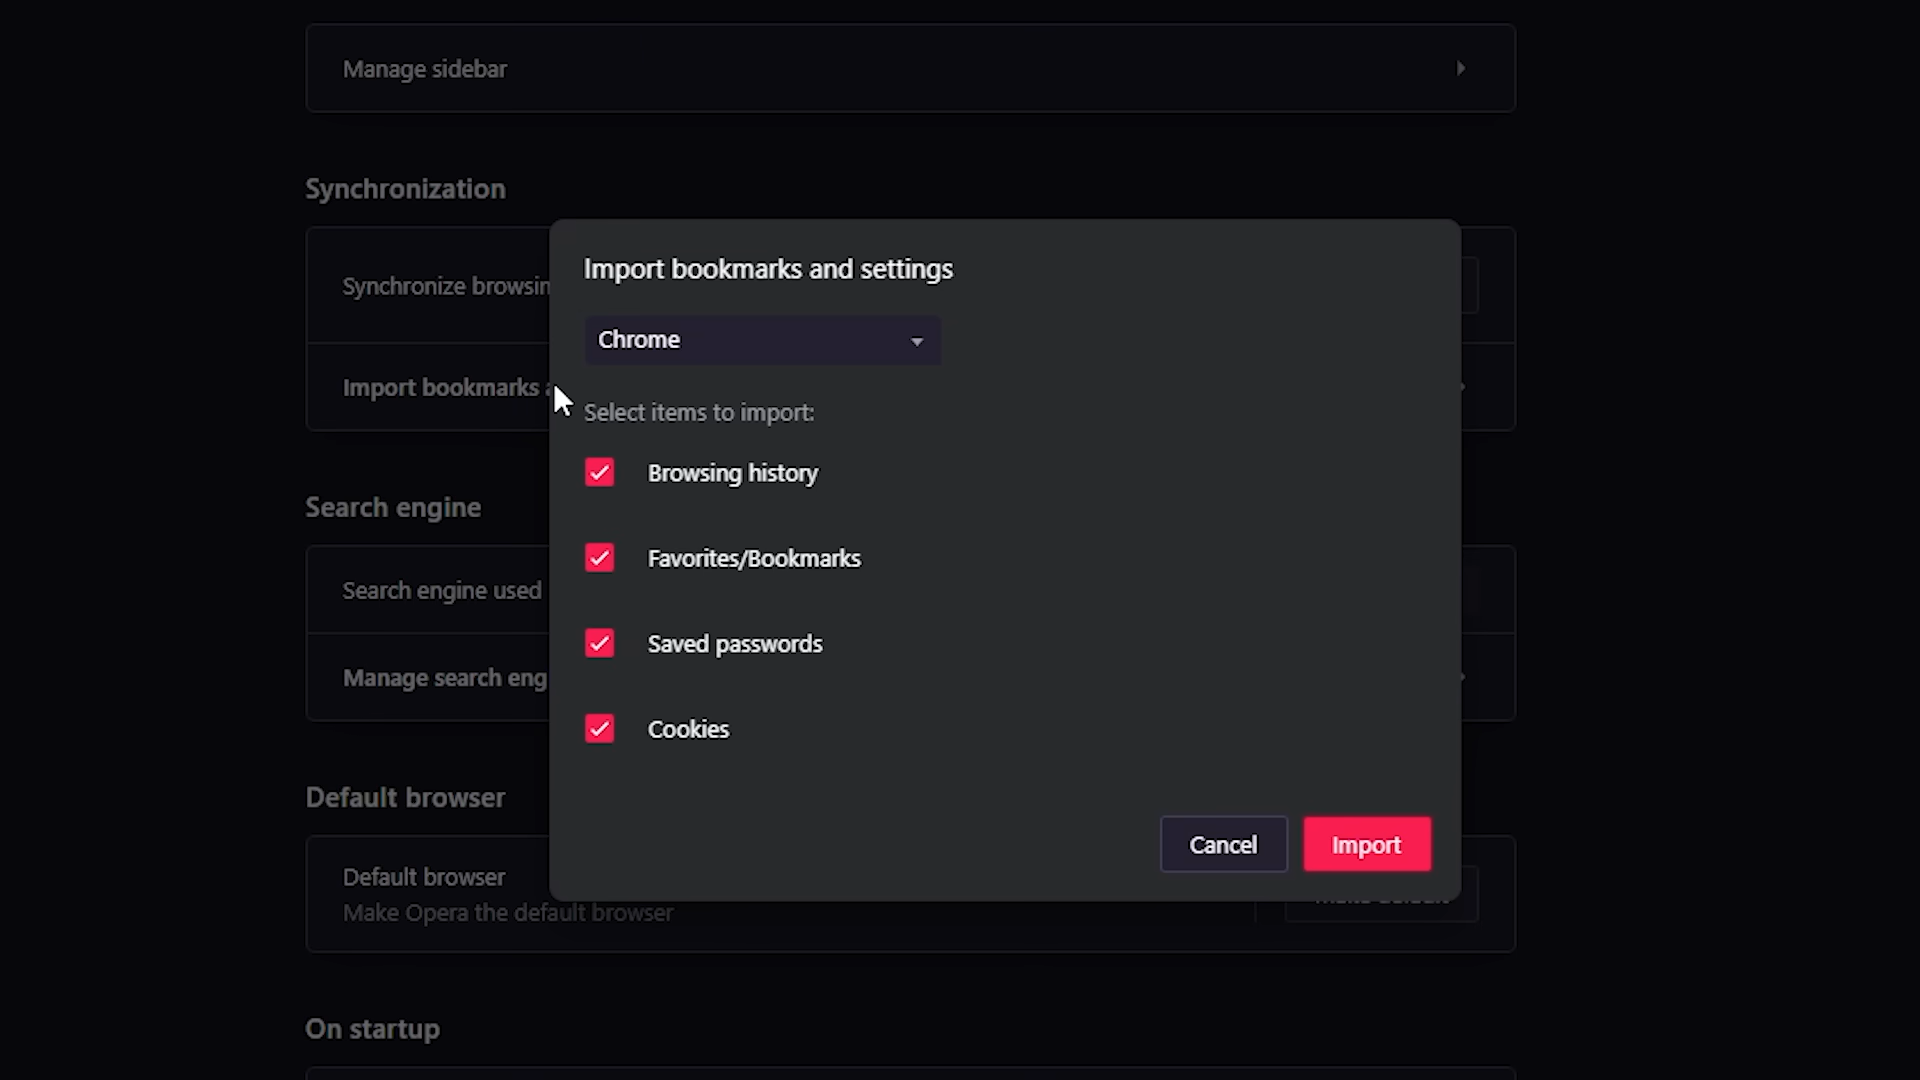 Manage sidebar
Synchronization
Synchronize browsin
Import bookmarks
Search engine
Search engine used
Manage search eng
Default browser
Default browser
Make Opera the default browser
On startup
Import bookmarks and settings
Chrome
Select items to import:
Browsing history
Favorites/Bookmarks
Saved passwords
Cookies
Cancel
Import